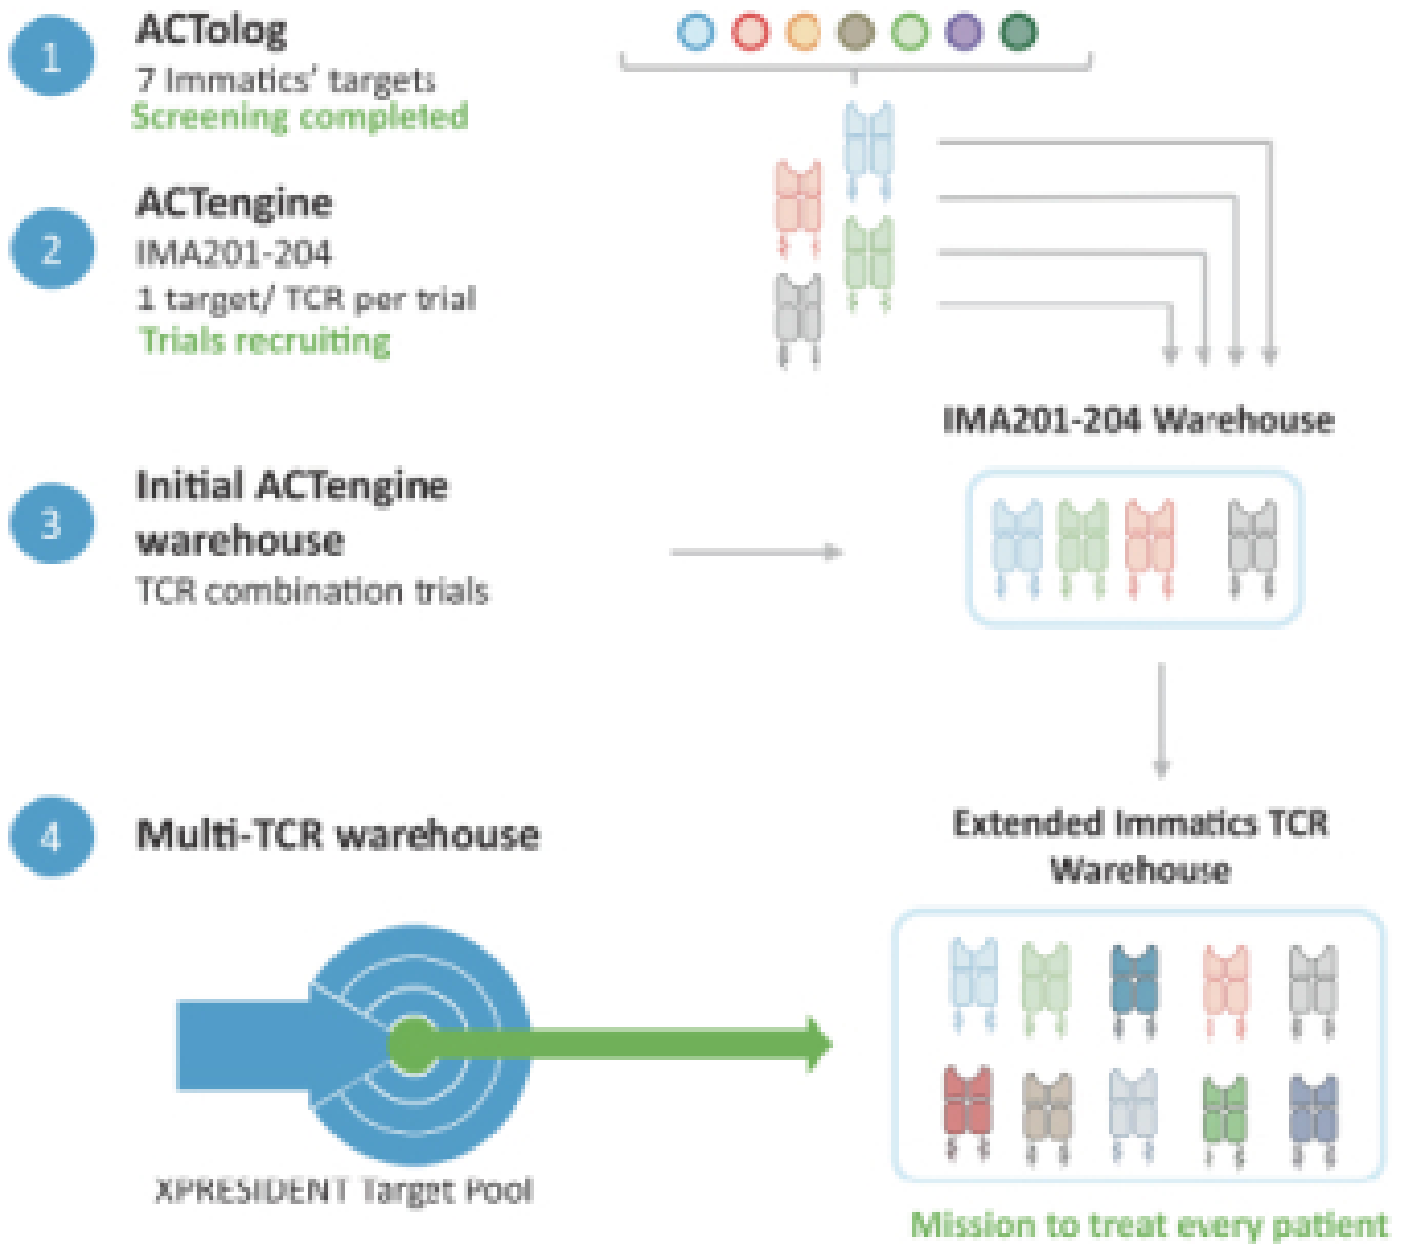 1
ACTolog
7 Immatics' targets
Screening completed
2
ACTengine
IMA201-204
1 target/ TCR per trial
Trials recruiting
IMA201-204 Warehouse
3
Initial ACTengine
warehouse
TCR combination trials
4
Multi-TCR warehouse
Extended Immatics TCR
Warehouse
XPRESIDENT Target Pool
Mission to treat every patient